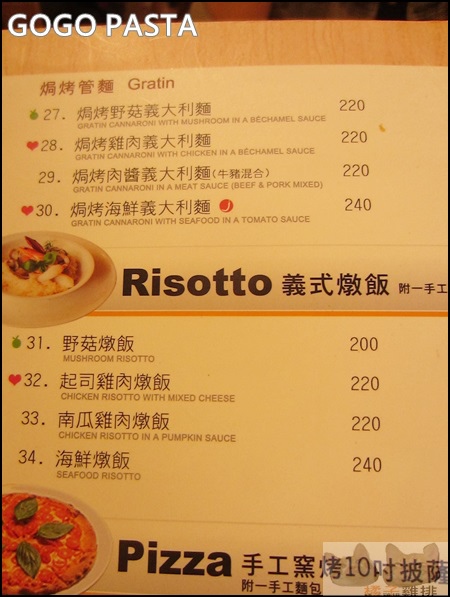 GOGO PASTA
焗烤管麵 Gratin
27. 焗烤野菇義大利麵 220
GRATIN CANNARONI WITH MUSHROOM IN A BÉCHAMEL SAUCE
28. 焗烤雞肉義大利麵 220
GRATIN CANNARONI WITH CHICKEN IN A BÉCHAMEL SAUCE
29. 焗烤肉醬義大利麵(牛豬混合) 220
GRATIN CANNARONI IN A MEAT SAUCE (BEEF & PORK MIXED)
30. 焗烤海鮮義大利麵 240
GRATIN CANNARONI WITH SEAFOOD IN A TOMATO SAUCE
Risotto 義式燉飯 附一手工
31. 野菇燉飯 200
MUSHROOM RISOTTO
32. 起司雞肉燉飯 220
CHICKEN RISOTTO WITH MIXED CHEESE
33. 南瓜雞肉燉飯 220
CHICKEN RISOTTO IN A PUMPKIN SAUCE
34. 海鮮燉飯 240
SEAFOOD RISOTTO
Pizza 手工窯烤10吋披薩
附一手工麵包